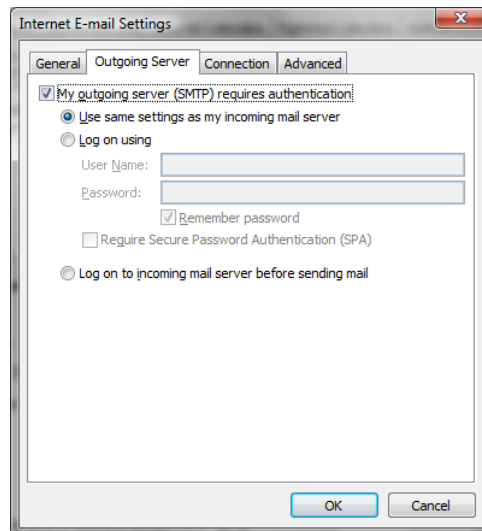 Internet E-mail Settings
General Outgoing Server Connection Advanced
My outgoing server (SMTP) requires authentication
Use same settings as my incoming mail server
Log on using
User Name:
Password:
Remember password
Require Secure Password Authentication (SPA)
Log on to incoming mail server before sending mail
OK Cancel